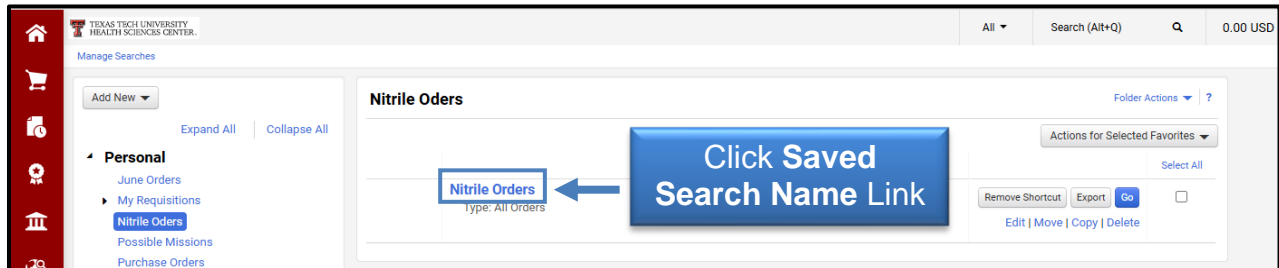 TEXAS TECH UNIVERSITY
HEALTH SCIENCES CENTER.
All
Search (Alt+Q)
0.00 USD
Manage Searches
Add New
Expand All
Collapse All
Personal
June Orders
My Requisitions
Nitrile Oders
Possible Missions
Purchase Orders
Nitrile Oders
Folder Actions
?
Actions for Selected Favorites
Select All
Nitrile Orders
Type: All Orders
Click Saved
Search Name Link
Remove Shortcut
Export
Go
Edit | Move | Copy | Delete